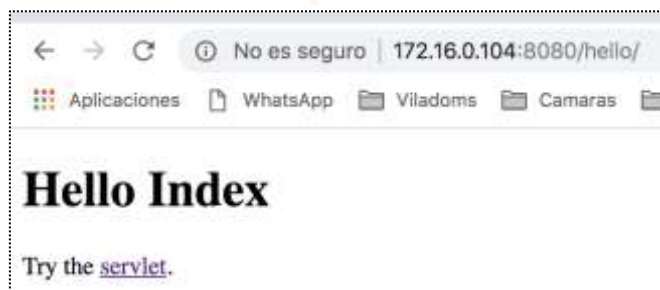 No es seguro | 172.16.0.104:8080/hello/
Aplicaciones WhatsApp Viladoms Camaras
Hello Index
Try the servlet.